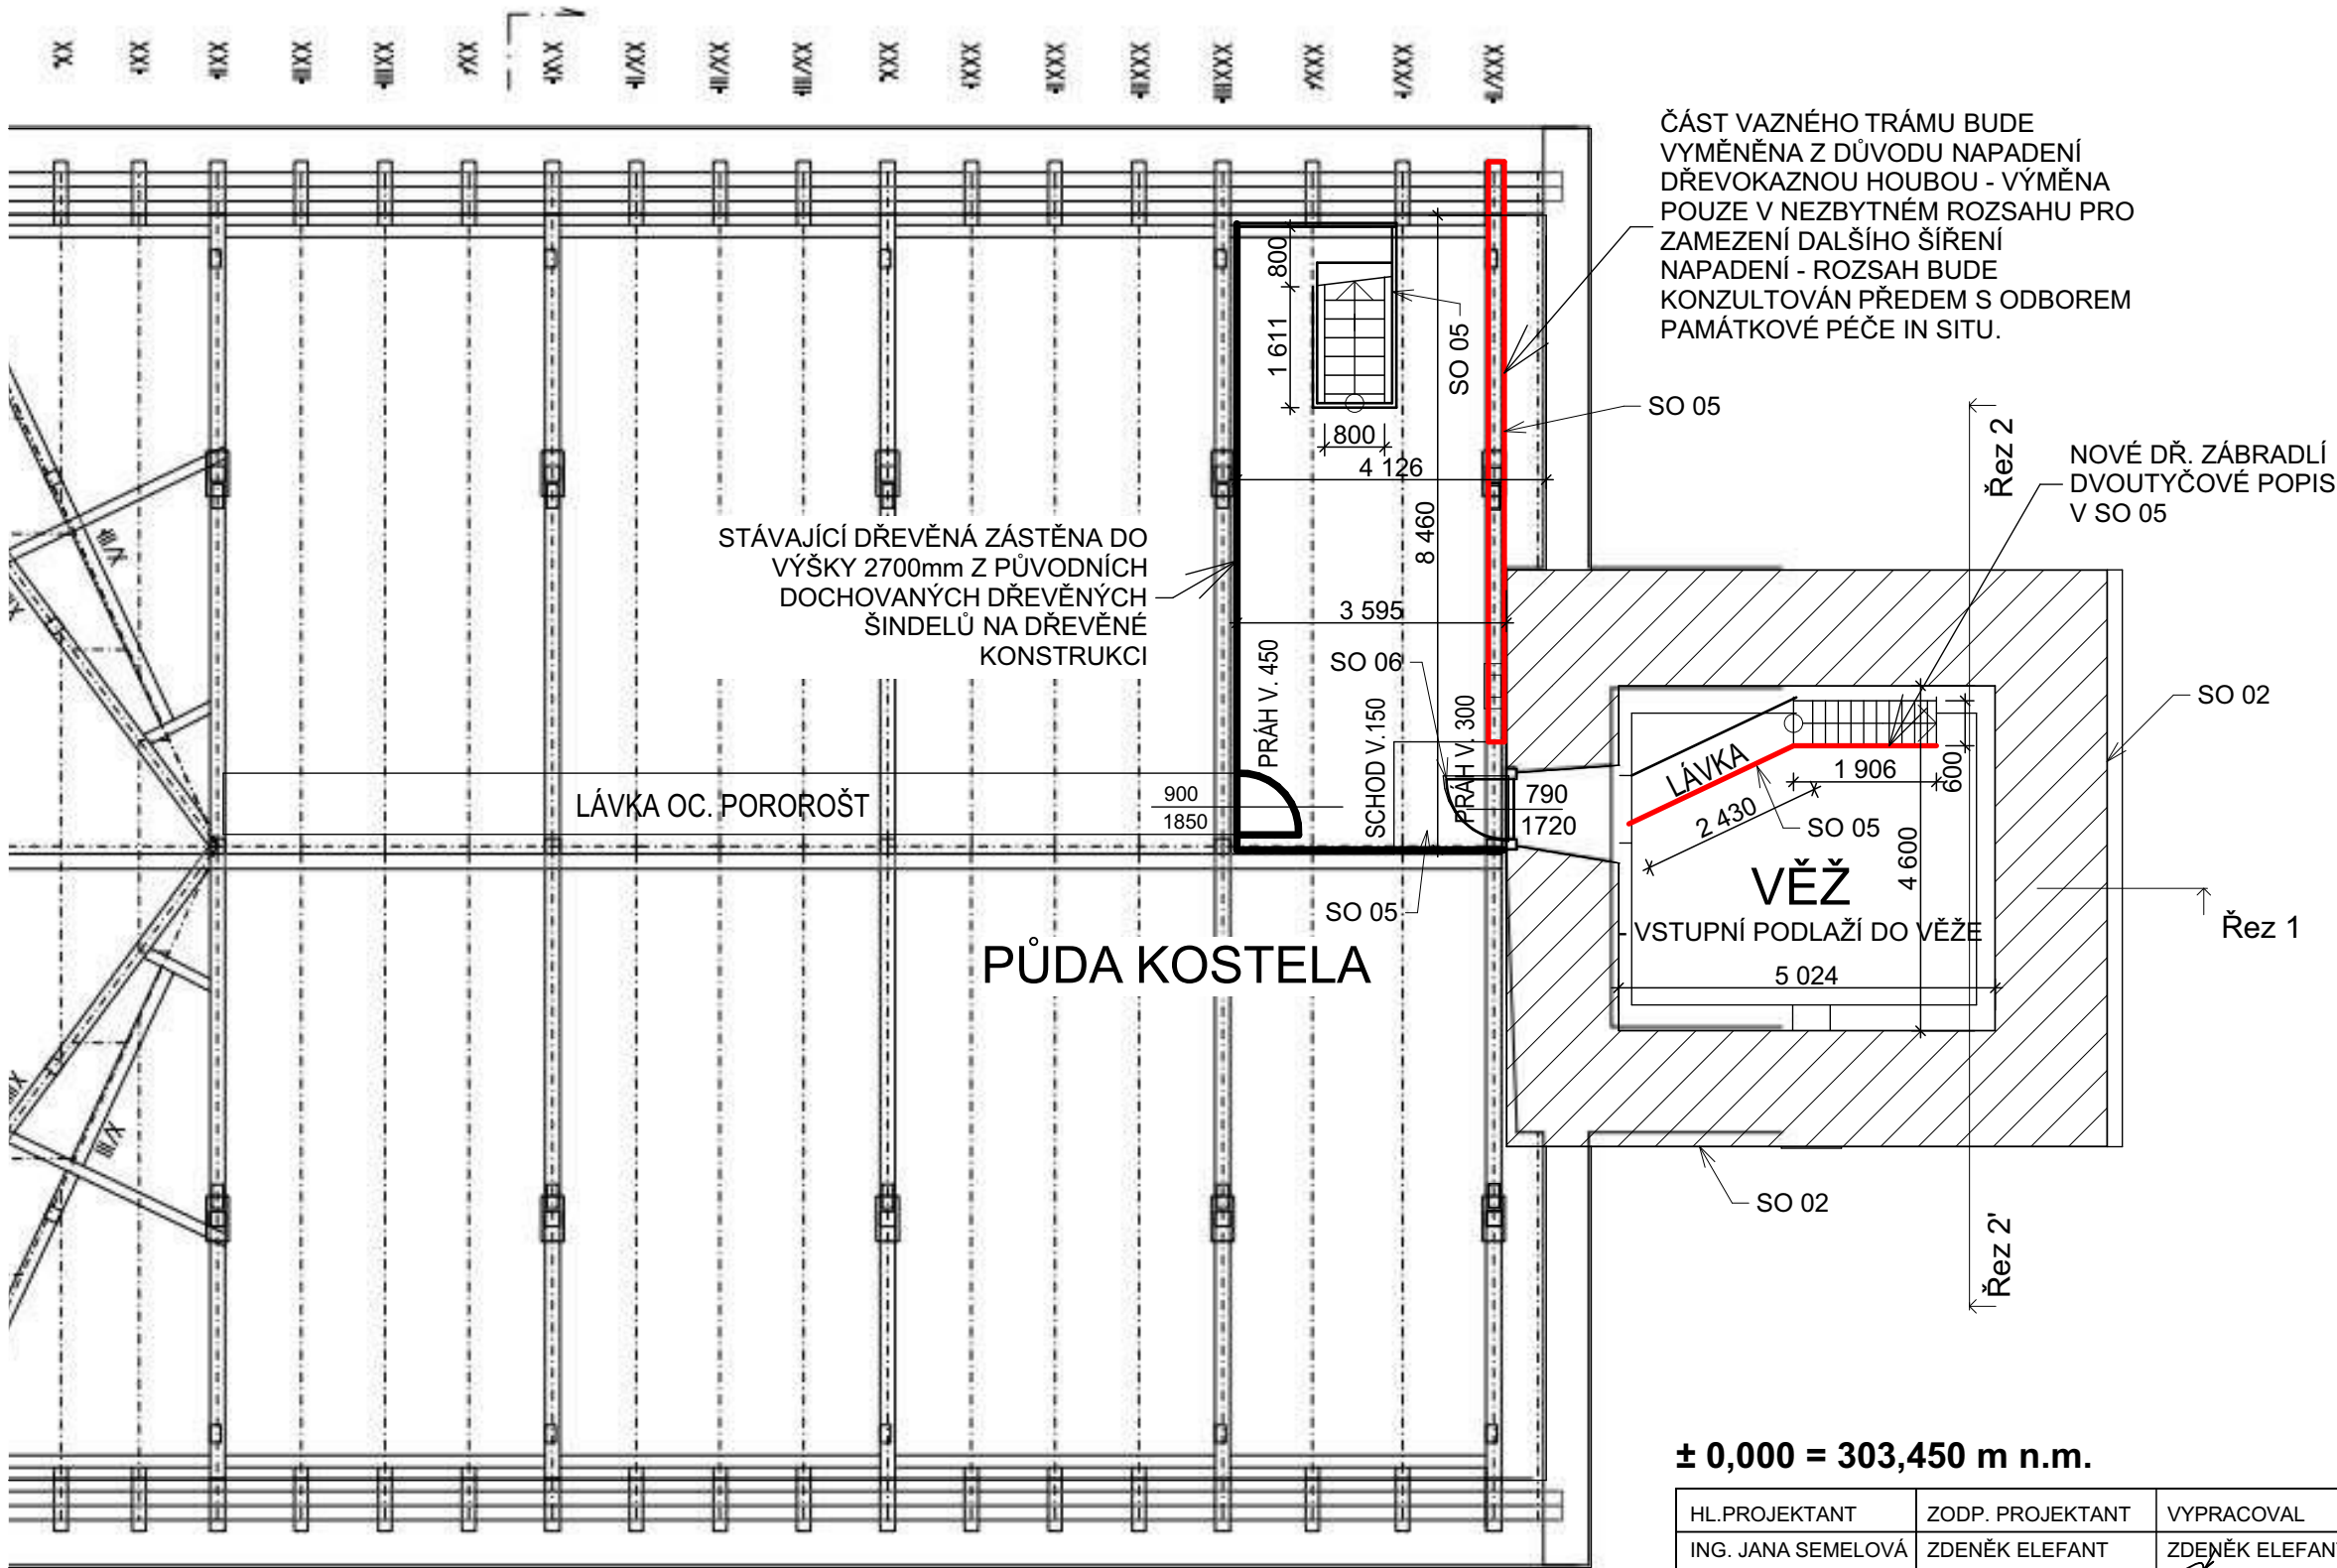 ČÁST VAZNÉHO TRÁMU BUDE
VYMĚNĚNA Z DŮVODU NAPADENÍ
DŘEVOKAZNOU HOUBOU - VÝMĚNA
POUZE V NEZBYTNÉM ROZSAHU PRO
ZAMEZENÍ DALŠÍHO ŠÍŘENÍ
NAPADENÍ - ROZSAH BUDE
KONZULTOVÁN PŘEDEM S ODBOREM
PAMÁTKOVÉ PÉČE IN SITU.
SO 05
Řez 2
NOVÉ DŘ. ZÁBRADLÍ
DVOUTYČOVÉ POPIS
V SO 05
800
1 611
SO 05
800
4 126
8 460
STÁVAJÍCÍ DŘEVĚNÁ ZÁSTĚNA DO
VÝŠKY 2700mm Z PŮVODNÍCH
DOCHOVANÝCH DŘEVĚNÝCH
ŠINDELŮ NA DŘEVĚNÉ
KONSTRUKCI
3 595
PRÁH V. 450
SO 06
SCHOD V.150
PRÁH V. 300
SO 02
LÁVKA
1 906
600
2 430
SO 05
4 600
LÁVKA OC. POROROŠT
900
1850
790
1720
VĚŽ
- VSTUPNÍ PODLAŽÍ DO VĚŽE
5 024
SO 05
PŮDA KOSTELA
Řez 1
SO 02
Řez 2'
± 0,000 = 303,450 m n.m.
HL.PROJEKTANT ZODP. PROJEKTANT VYPRACOVAL
ING. JANA SEMELOVÁ ZDENĚK ELEFANT ZDENĚK ELEFANT